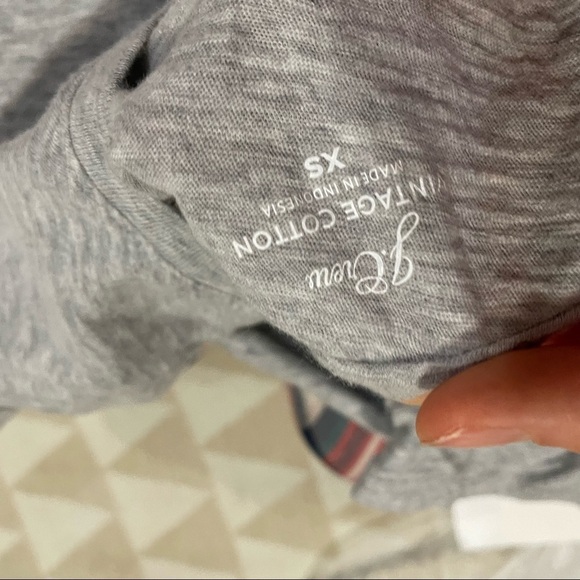 J.Crew
VINTAGE COTTON
MADE IN INDONESIA
XS